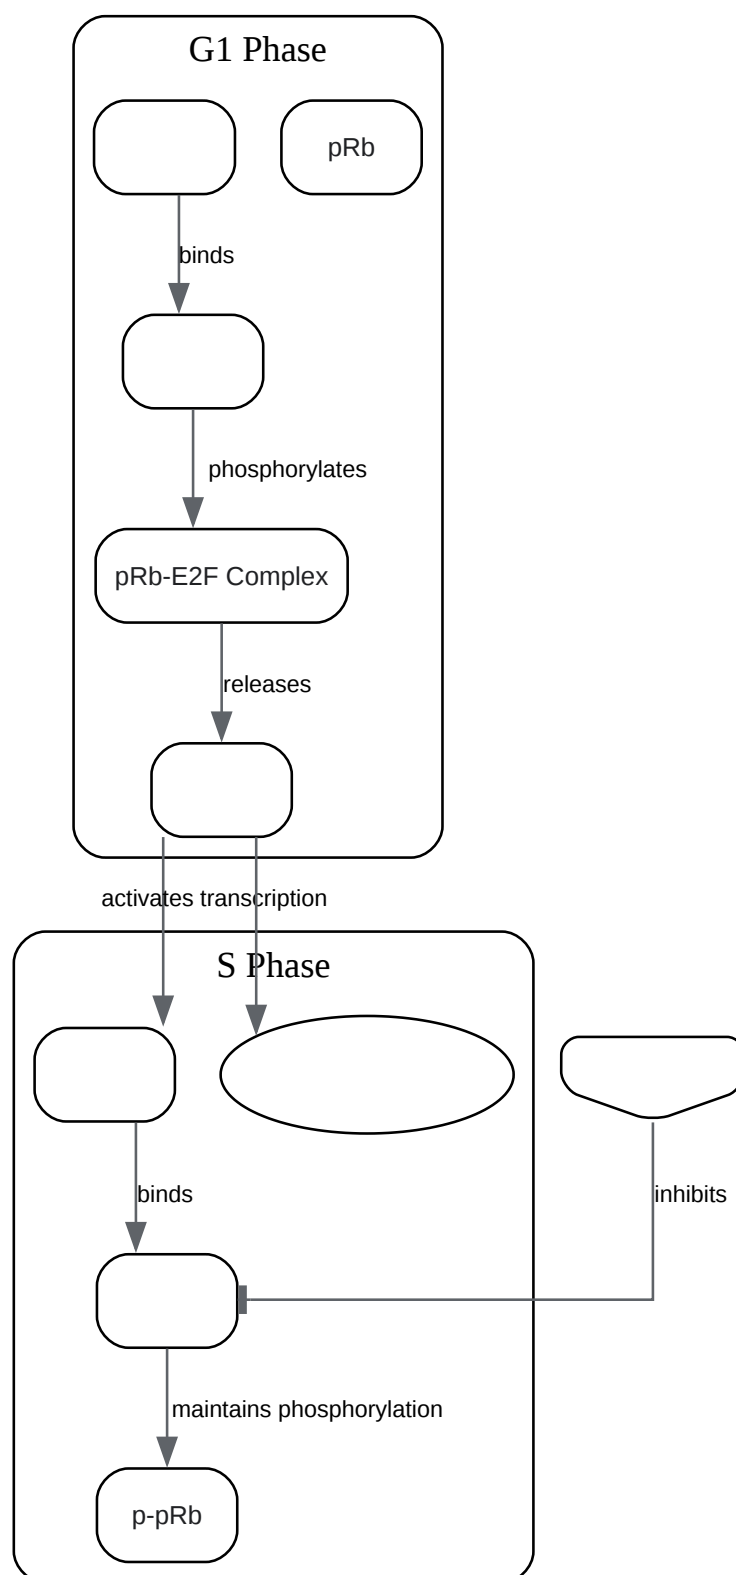 G1 Phase
pRb
binds
phosphorylates
pRb-E2F Complex
releases
activates transcription
S Phase
binds
inhibits
maintains phosphorylation
p-pRb